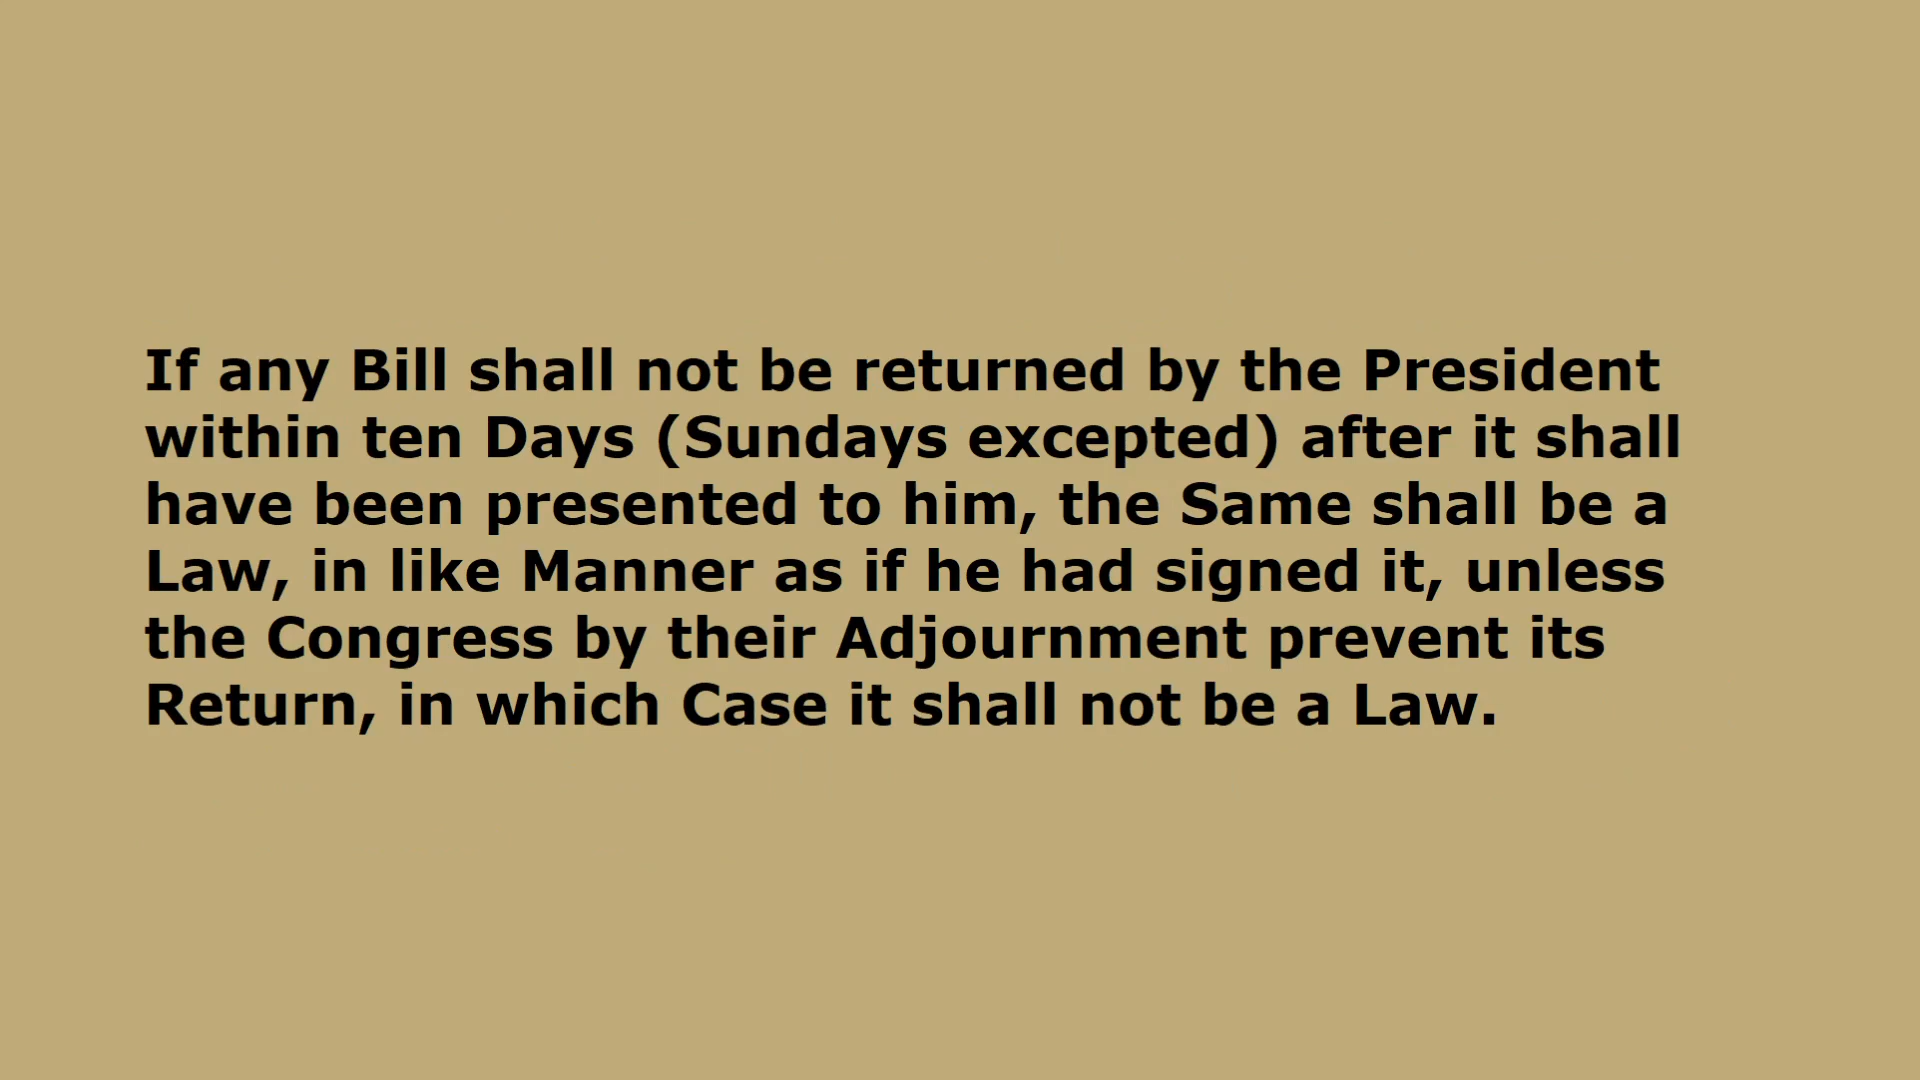 If any Bill shall not be returned by the President
within ten Days (Sundays excepted) after it shall
have been presented to him, the Same shall be a
Law, in like Manner as if he had signed it, unless
the Congress by their Adjournment prevent its
Return, in which Case it shall not be a Law.